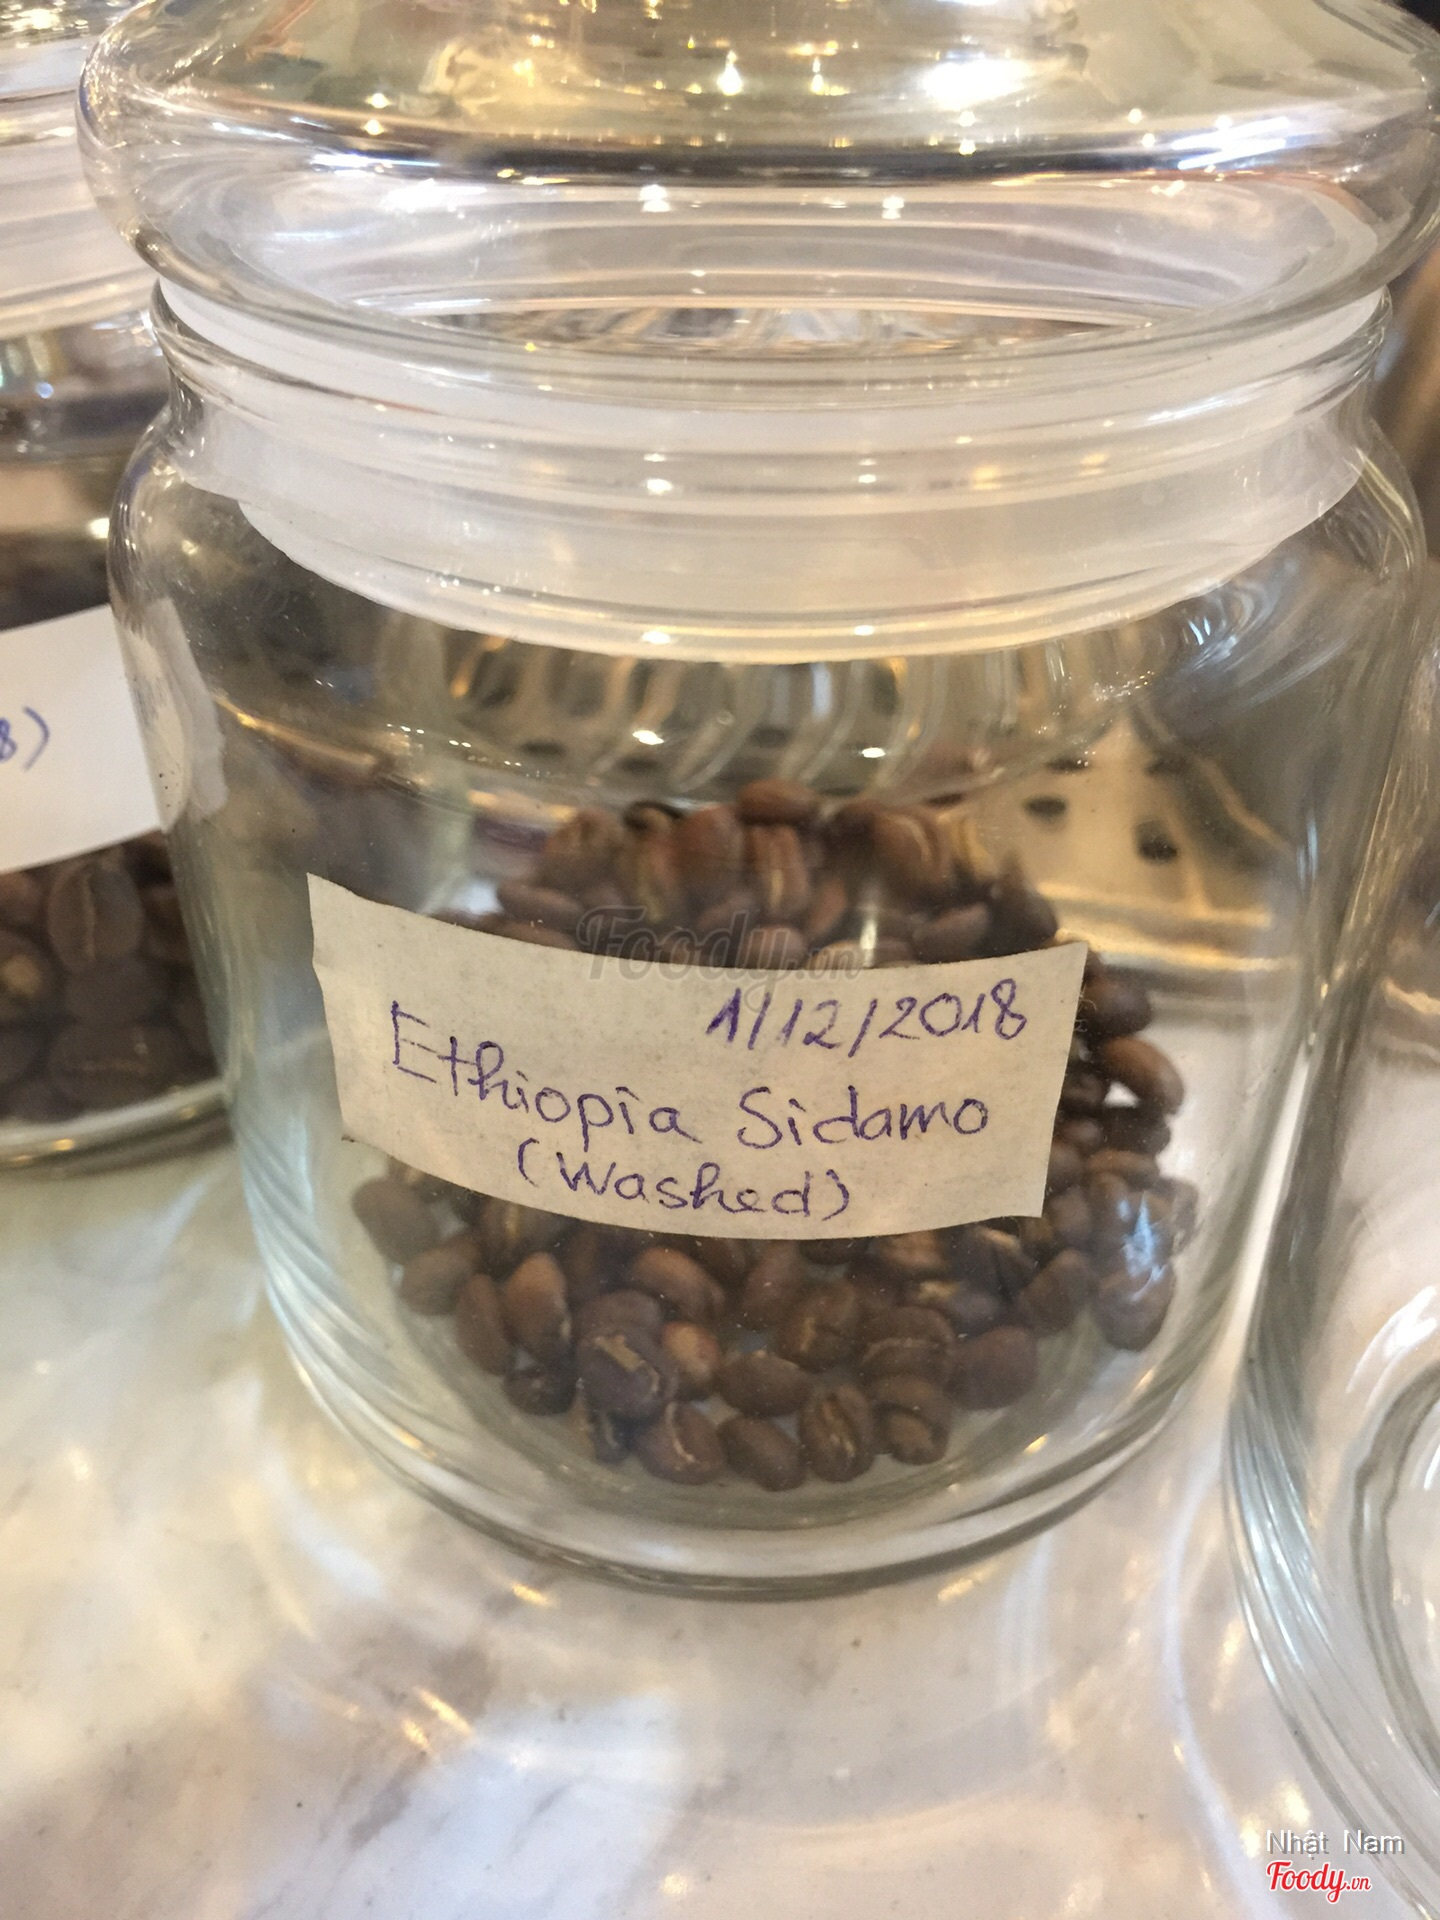 8)
Foody.vn
1/12/2018
Ethiopia Sidamo
(Washed)
Nhật Nam
Foody.vn